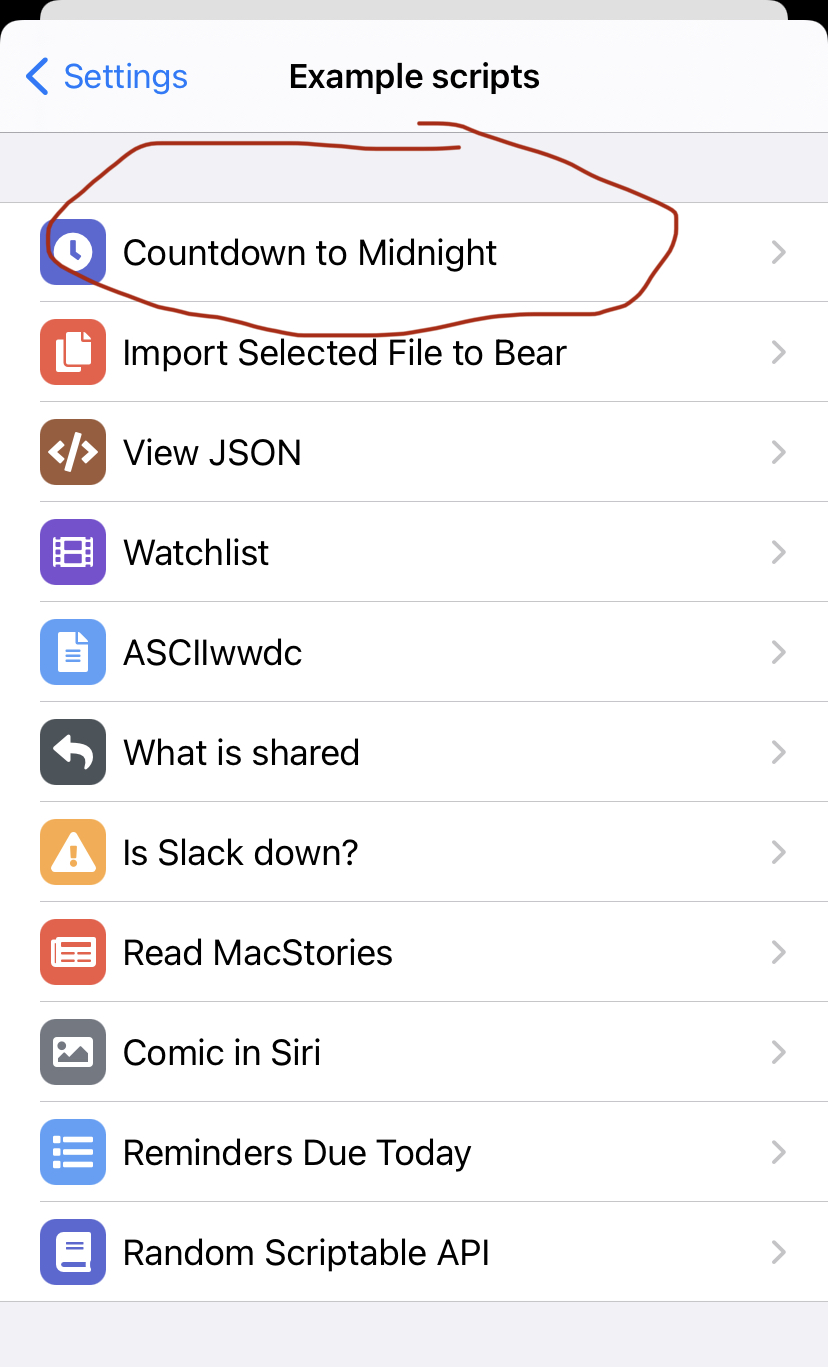 Settings
Example scripts
Countdown to Midnight
Import Selected File to Bear
View JSON
Watchlist
ASCIIwwdc
What is shared
Is Slack down?
Read MacStories
Comic in Siri
Reminders Due Today
Random Scriptable API